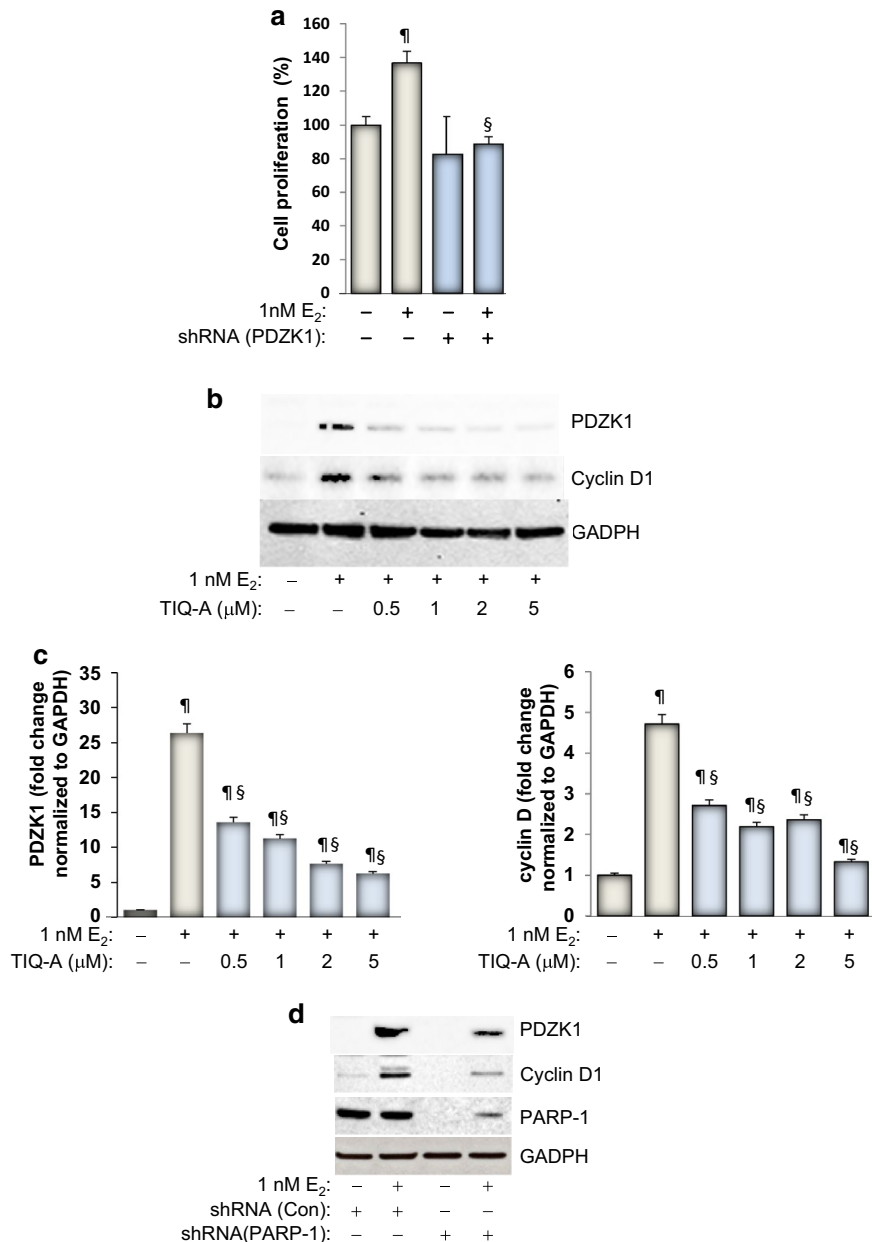 a
Cell proliferation (%)
160
140
120
100
80
60
40
20
0
¶
§
1nM E₂: – + – +
shRNA (PDZK1): – – + +
b
PDZK1
Cyclin D1
GADPH
1 nM E₂: – + + + + +
TIQ-A (μM): – – 0.5 1 2 5
c
PDZK1 (fold change
normalized to GAPDH)
35
30
25
20
15
10
5
0
¶
¶§
¶§
¶§
¶§
1 nM E₂: – + + + + +
TIQ-A (μM): – – 0.5 1 2 5
cyclin D (fold change
normalized to GAPDH)
6
5
4
3
2
1
0
¶
¶§
¶§
¶§
¶§
1 nM E₂: – + + + + +
TIQ-A (μM): – – 0.5 1 2 5
d
PDZK1
Cyclin D1
PARP-1
GADPH
1 nM E₂: – + – +
shRNA (Con): + + – –
shRNA(PARP-1): – – + +